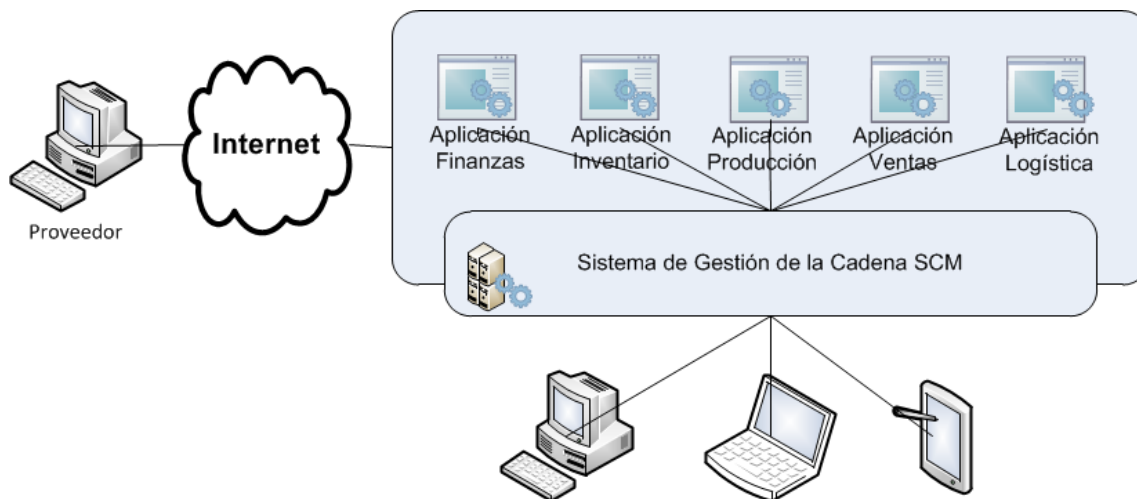 Aplicación
Finanzas
Aplicación
Inventario
Aplicación
Producción
Aplicación
Ventas
Aplicación
Logística
Internet
Proveedor
Sistema de Gestión de la Cadena SCM